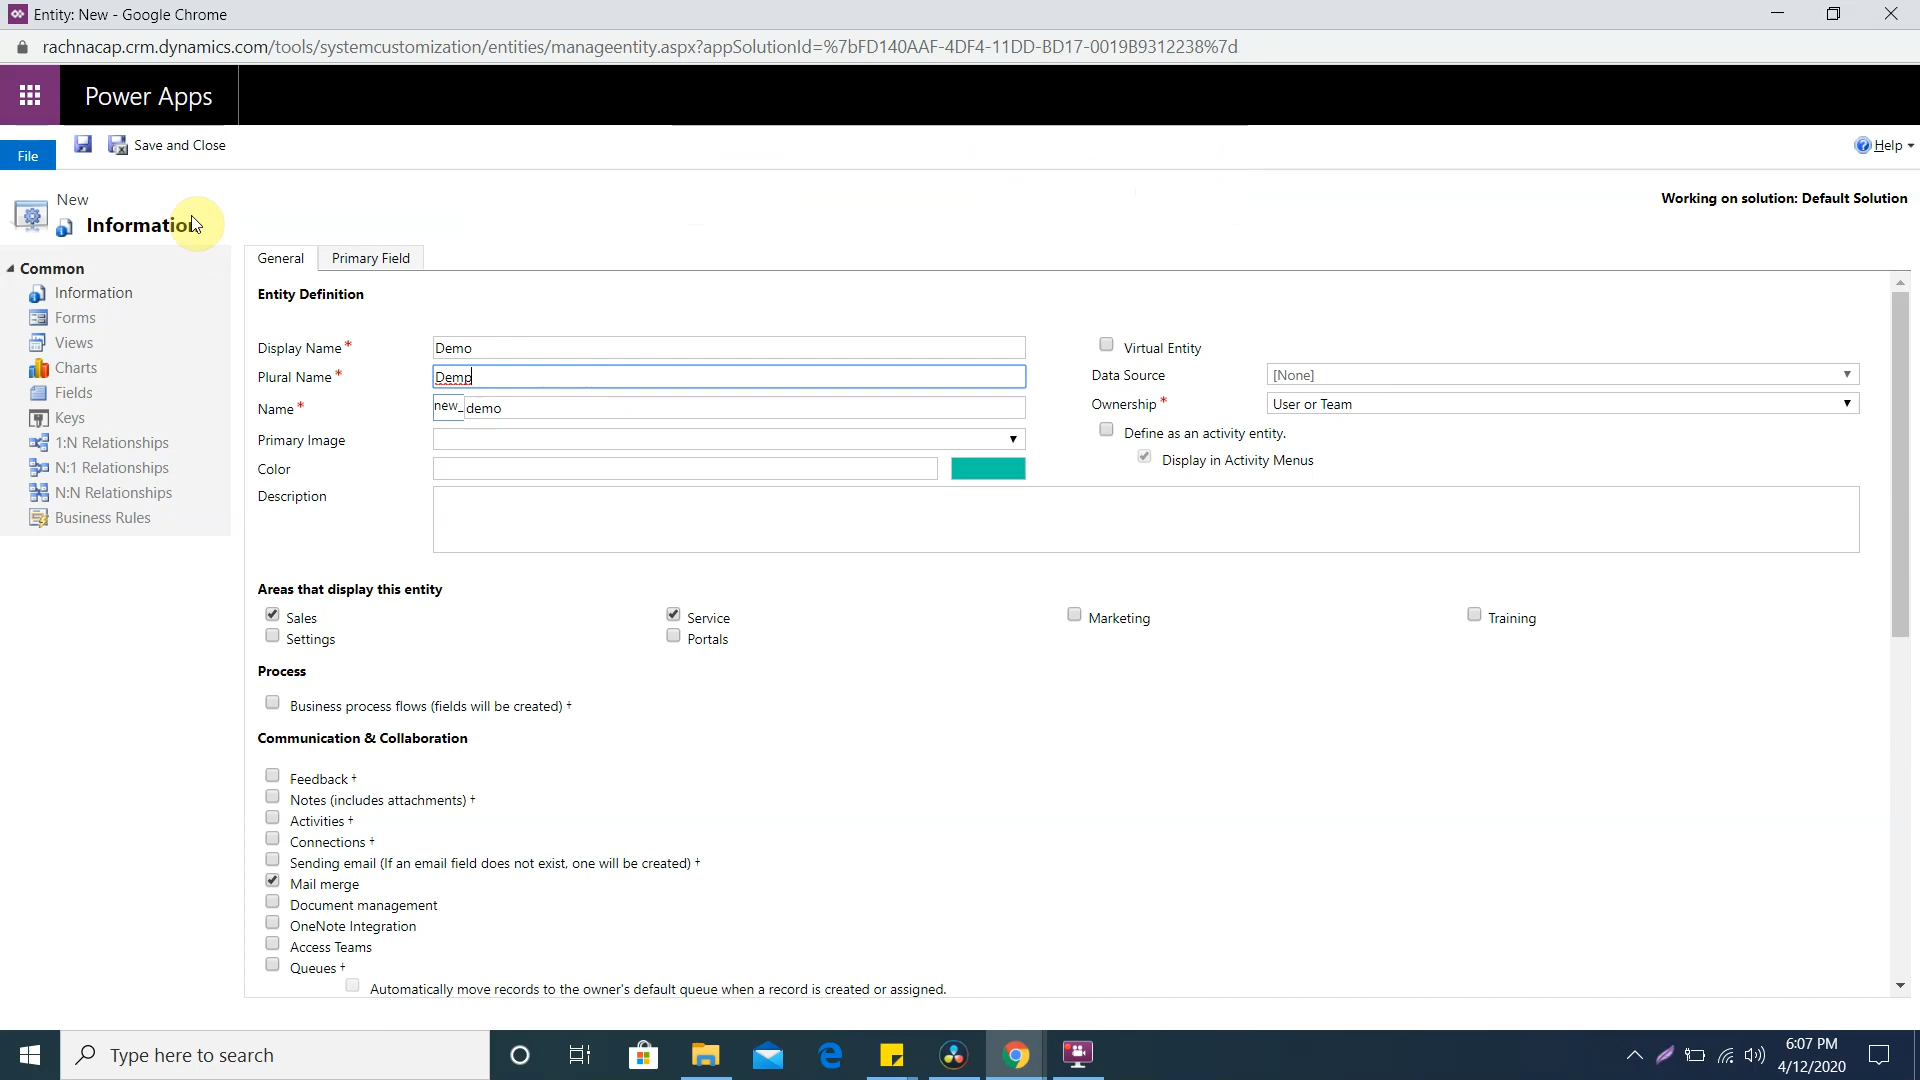 Entity: New - Google Chrome
rachnacap.crm.dynamics.com/tools/systemcustomization/entities/manageentity.aspx?appSolutionId=%7bFD140AAF-4DF4-11DD-BD17-0019B9312238%7d
Power Apps
File
Save and Close
Help
New
Information
Working on solution: Default Solution
Common
Information
Forms
Views
Charts
Fields
Keys
1:N Relationships
N:1 Relationships
N:N Relationships
Business Rules
General
Primary Field
Entity Definition
Display Name*
Demo
Virtual Entity
Plural Name *
Demp
Data Source
[None]
Name *
new_ demo
Ownership *
User or Team
Primary Image
Define as an activity entity.
Color
Display in Activity Menus
Description
Areas that display this entity
Sales
Service
Marketing
Training
Settings
Portals
Process
Business process flows (fields will be created) +
Communication & Collaboration
Feedback +
Notes (includes attachments) +
Activities +
Connections +
Sending email (If an email field does not exist, one will be created) +
Mail merge
Document management
OneNote Integration
Access Teams
Queues +
Automatically move records to the owner's default queue when a record is created or assigned.
Type here to search
6:07 PM
4/12/2020